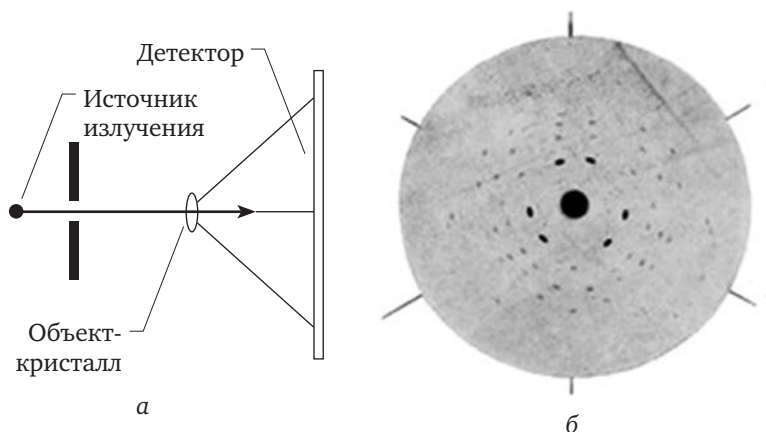 Детектор
Источник
излучения
Объект-
кристалл
а
б